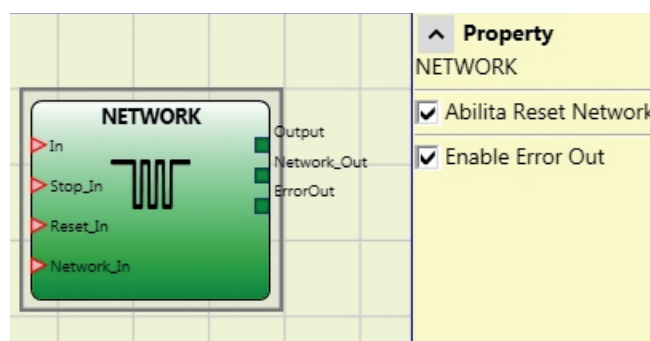 NETWORK
In
Stop_In
Reset_In
Network_In
Output
Network_Out
ErrorOut
Property
NETWORK
Abilita Reset Network
Enable Error Out